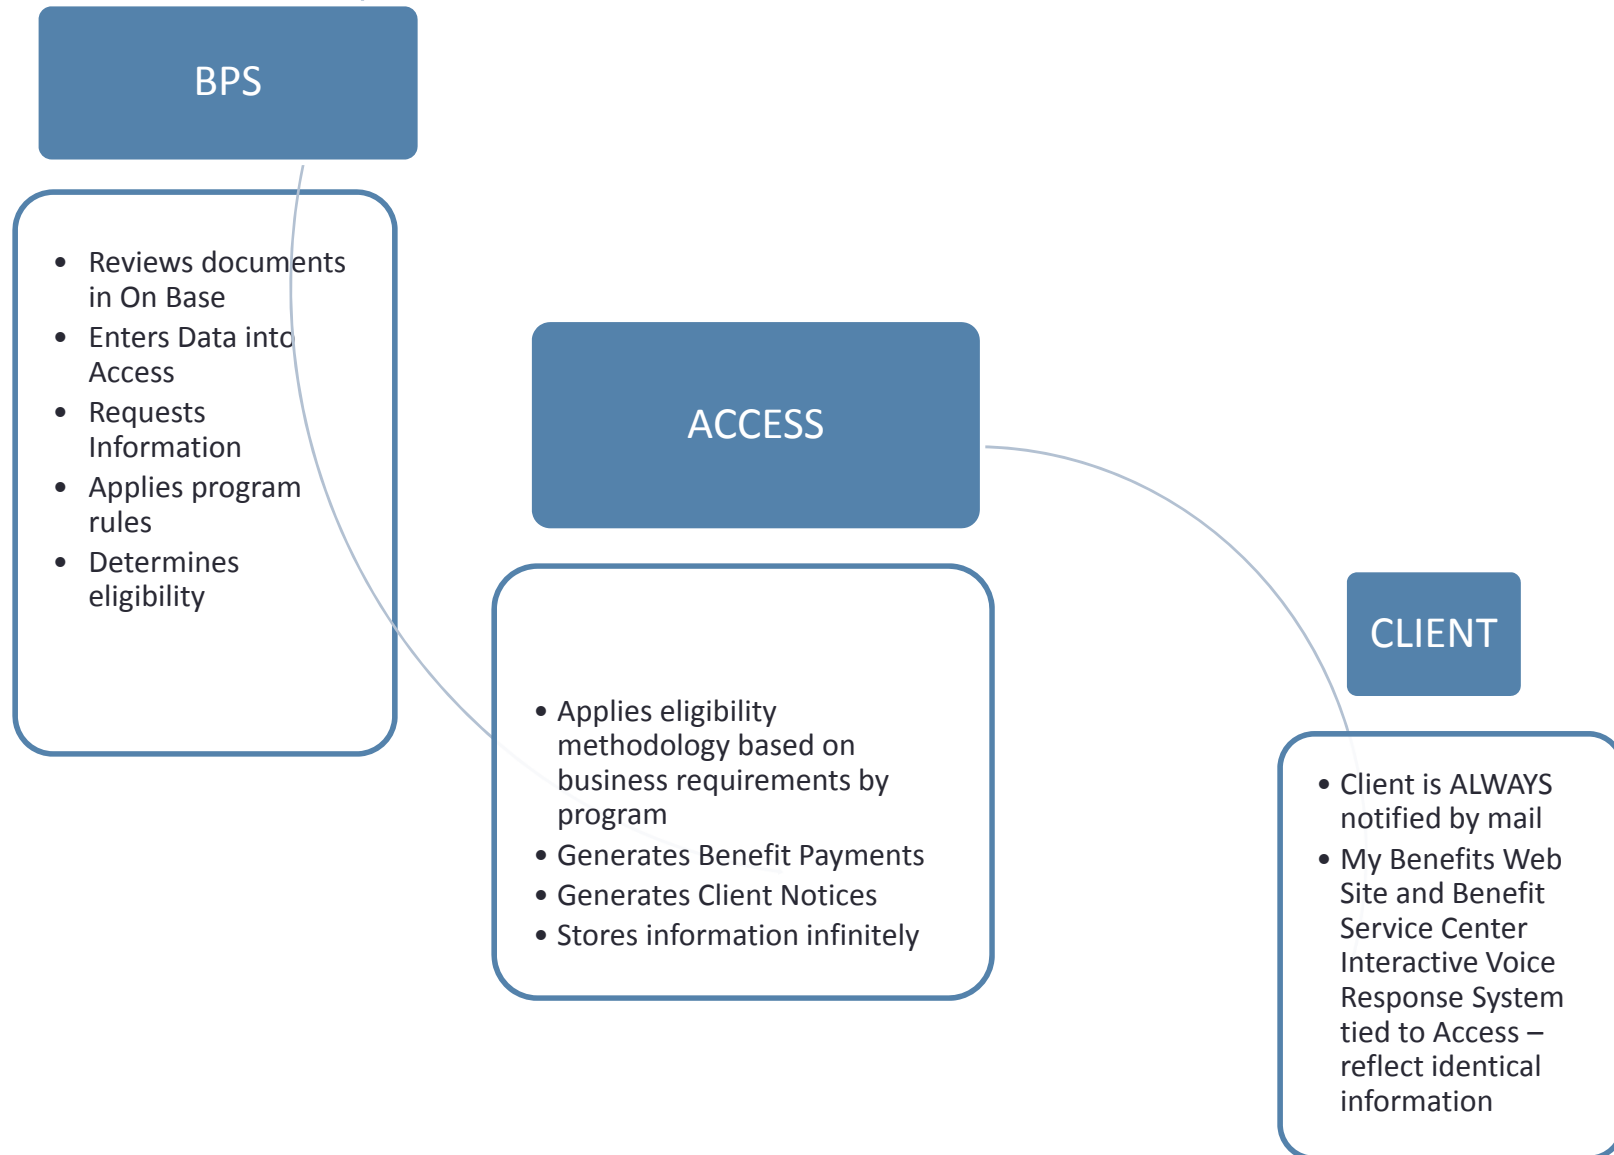 BPS
• Reviews documents
in On Base
• Enters Data into
Access
• Requests
Information
• Applies program
rules
• Determines
eligibility
ACCESS
• Applies eligibility
methodology based on
business requirements by
program
• Generates Benefit Payments
• Generates Client Notices
• Stores information infinitely
CLIENT
• Client is ALWAYS
notified by mail
• My Benefits Web
Site and Benefit
Service Center
Interactive Voice
Response System
tied to Access –
reflect identical
information